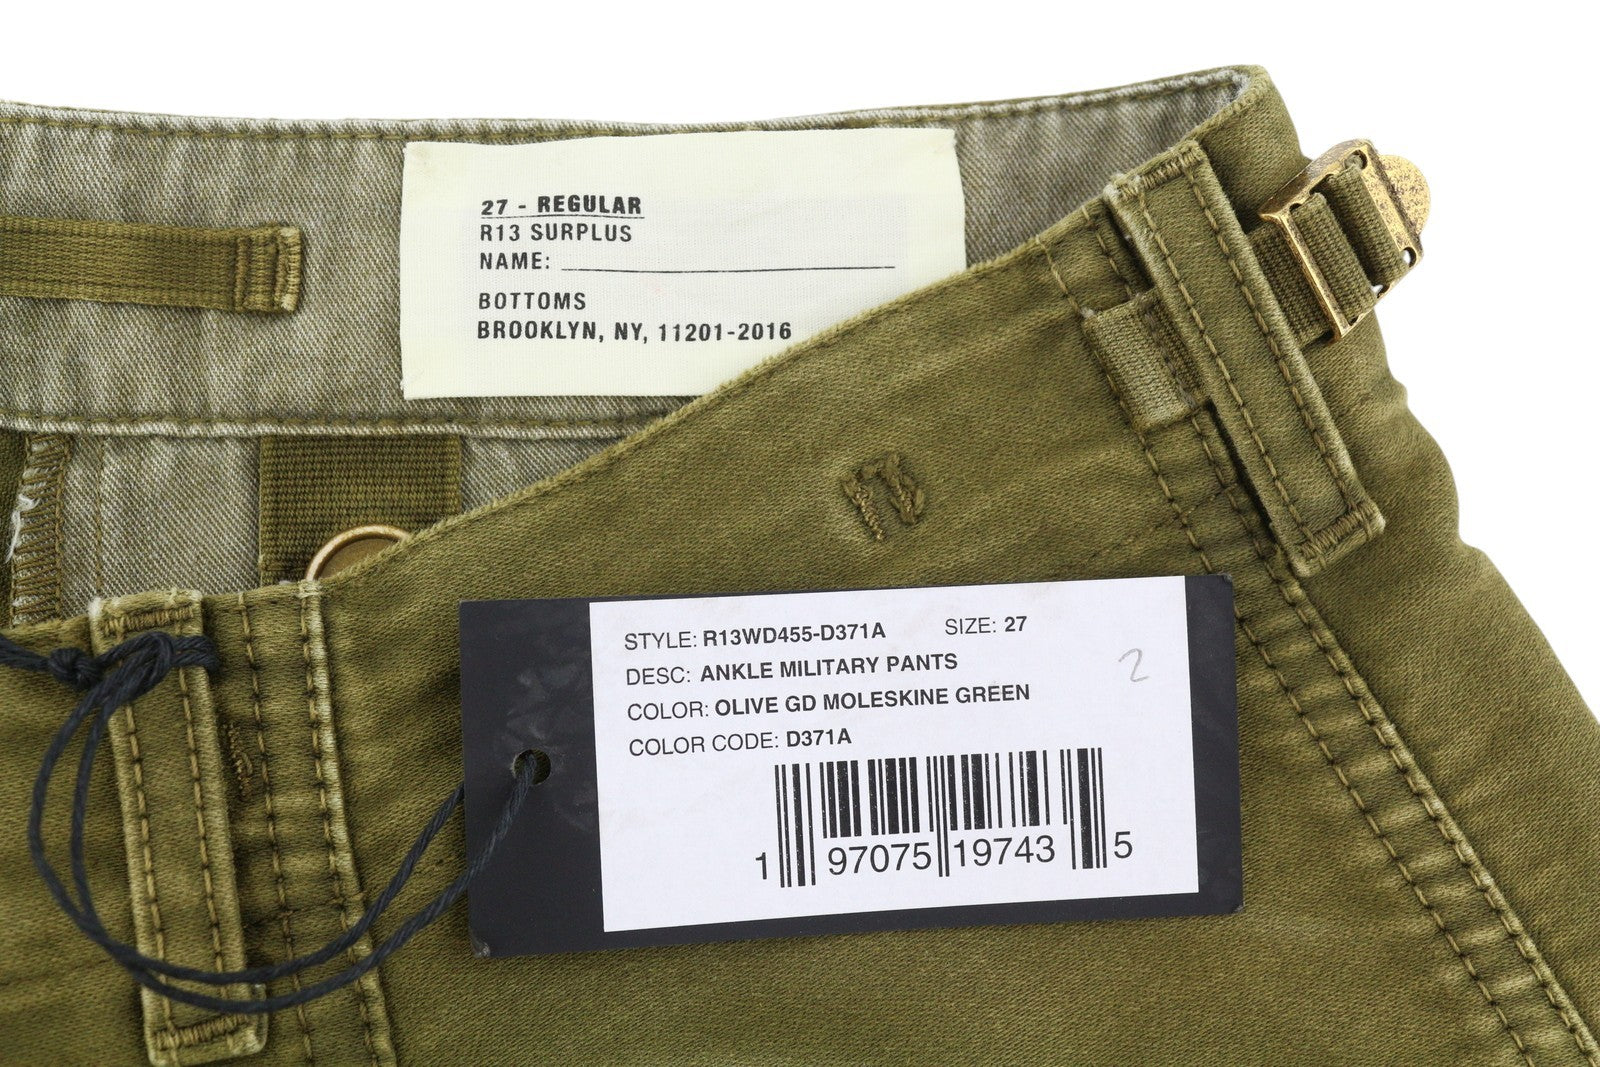 27 - REGULAR
R13 SURPLUS
NAME:
BOTTOMS
BROOKLYN, NY, 11201-2016
STYLE: R13WD455-D371A SIZE: 27
DESC: ANKLE MILITARY PANTS
2
COLOR: OLIVE GD MOLESKINE GREEN
COLOR CODE: D371A
1 97075 19743 5